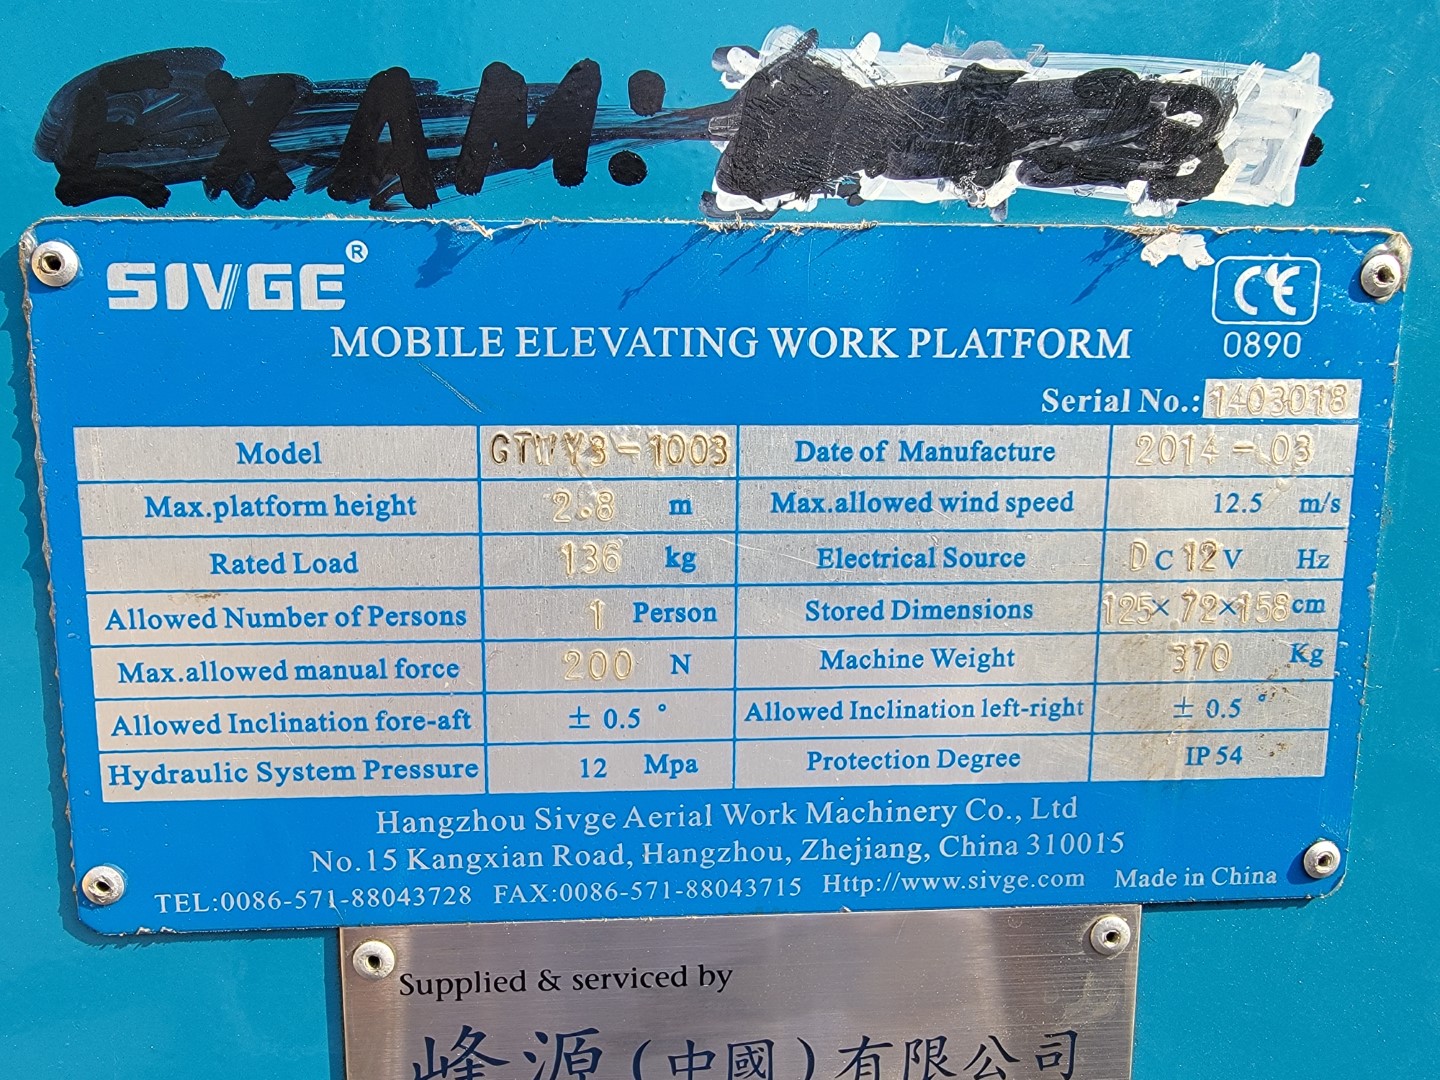 EXAM:
SIVGE®
CE
MOBILE ELEVATING WORK PLATFORM
0890
Serial No.: 1403018
Model GTWY3-1003 Date of Manufacture 2014-03
Max.platform height 2.8 m Max.allowed wind speed 12.5 m/s
Rated Load 136 kg Electrical Source DC12V Hz
Allowed Number of Persons 1 Person Stored Dimensions 125×72×158cm
Max.allowed manual force 200 N Machine Weight 370 Kg
Allowed Inclination fore-aft ± 0.5 ° Allowed Inclination left-right ± 0.5 °
Hydraulic System Pressure 12 Mpa Protection Degree IP 54
Hangzhou Sivge Aerial Work Machinery Co., Ltd
No.15 Kangxian Road, Hangzhou, Zhejiang, China 310015
TEL:0086-571-88043728 FAX:0086-571-88043715 Http://www.sivge.com Made in China
Supplied & serviced by
峰源(中國)有限公司